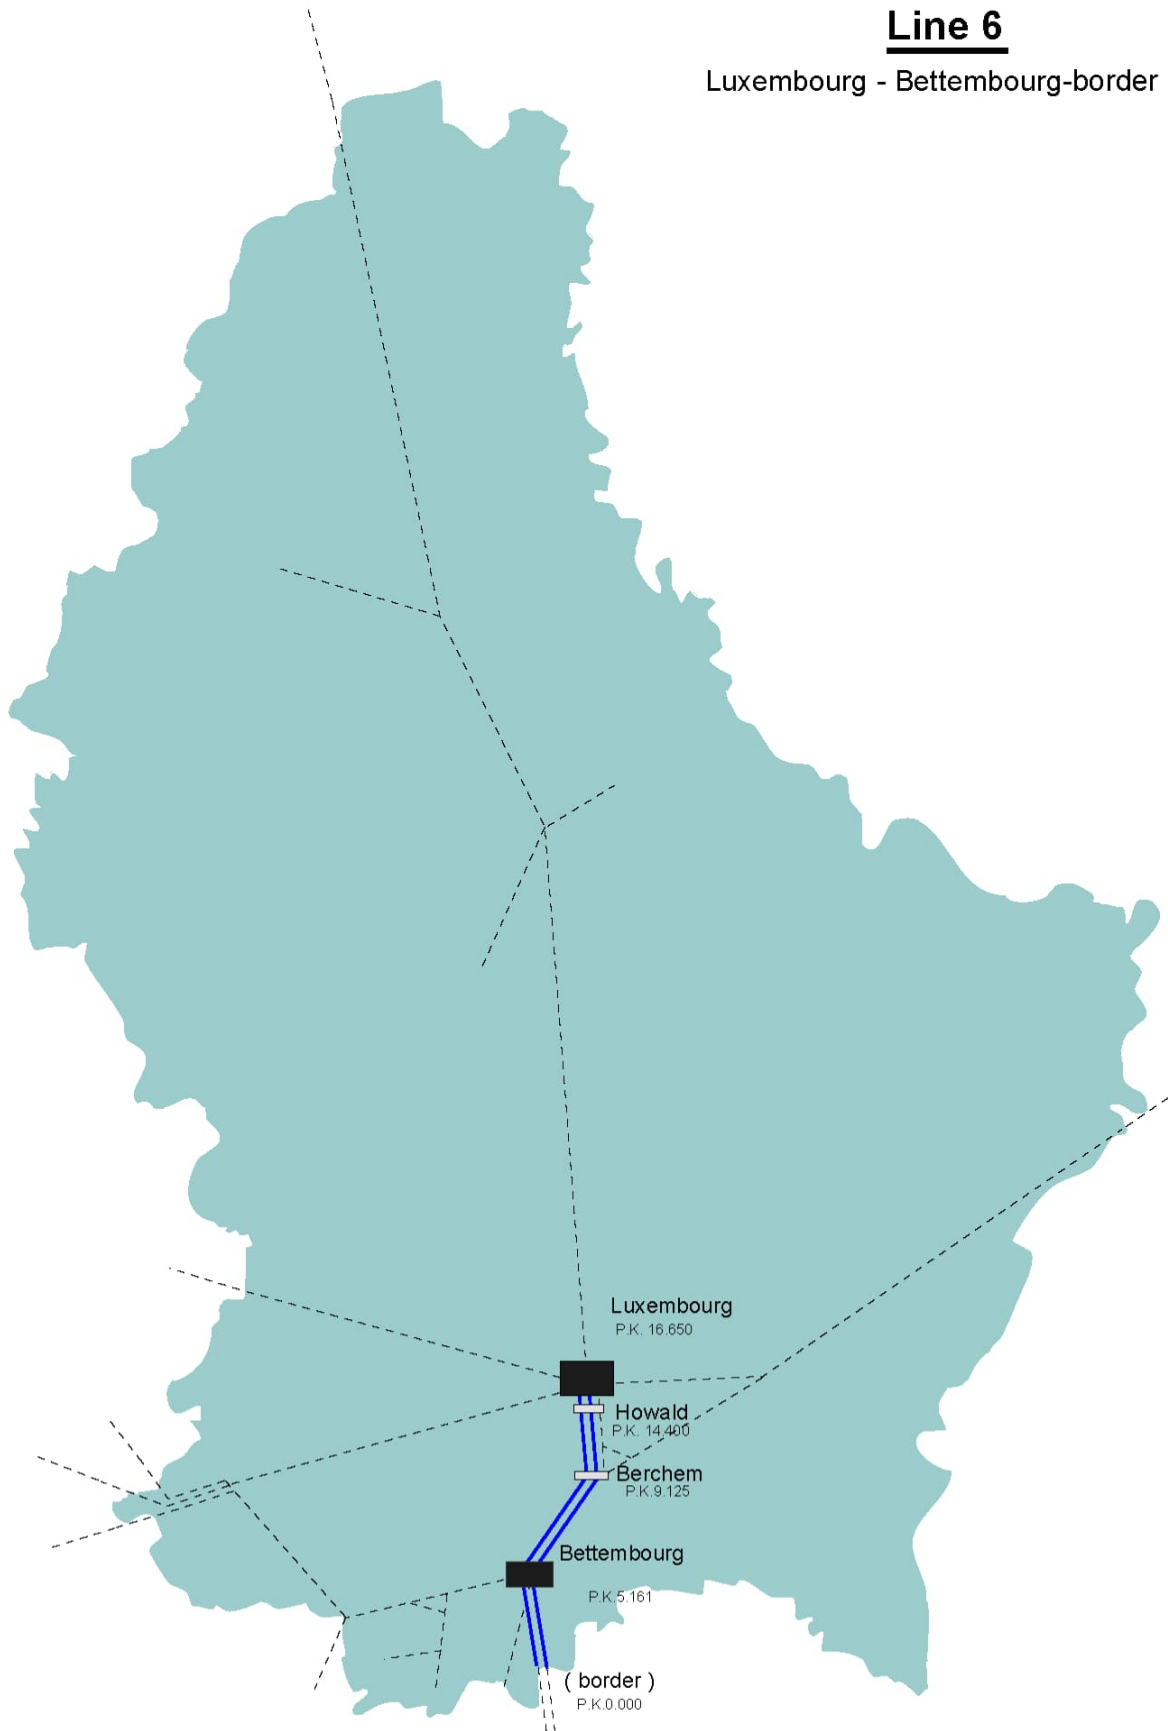 Line 6
Luxembourg - Bettembourg-border
Luxembourg
P.K. 16.650
Howald
P.K. 14.400
Berchem
P.K.9.125
Bettembourg
P.K.5.161
( border )
P.K.0.000